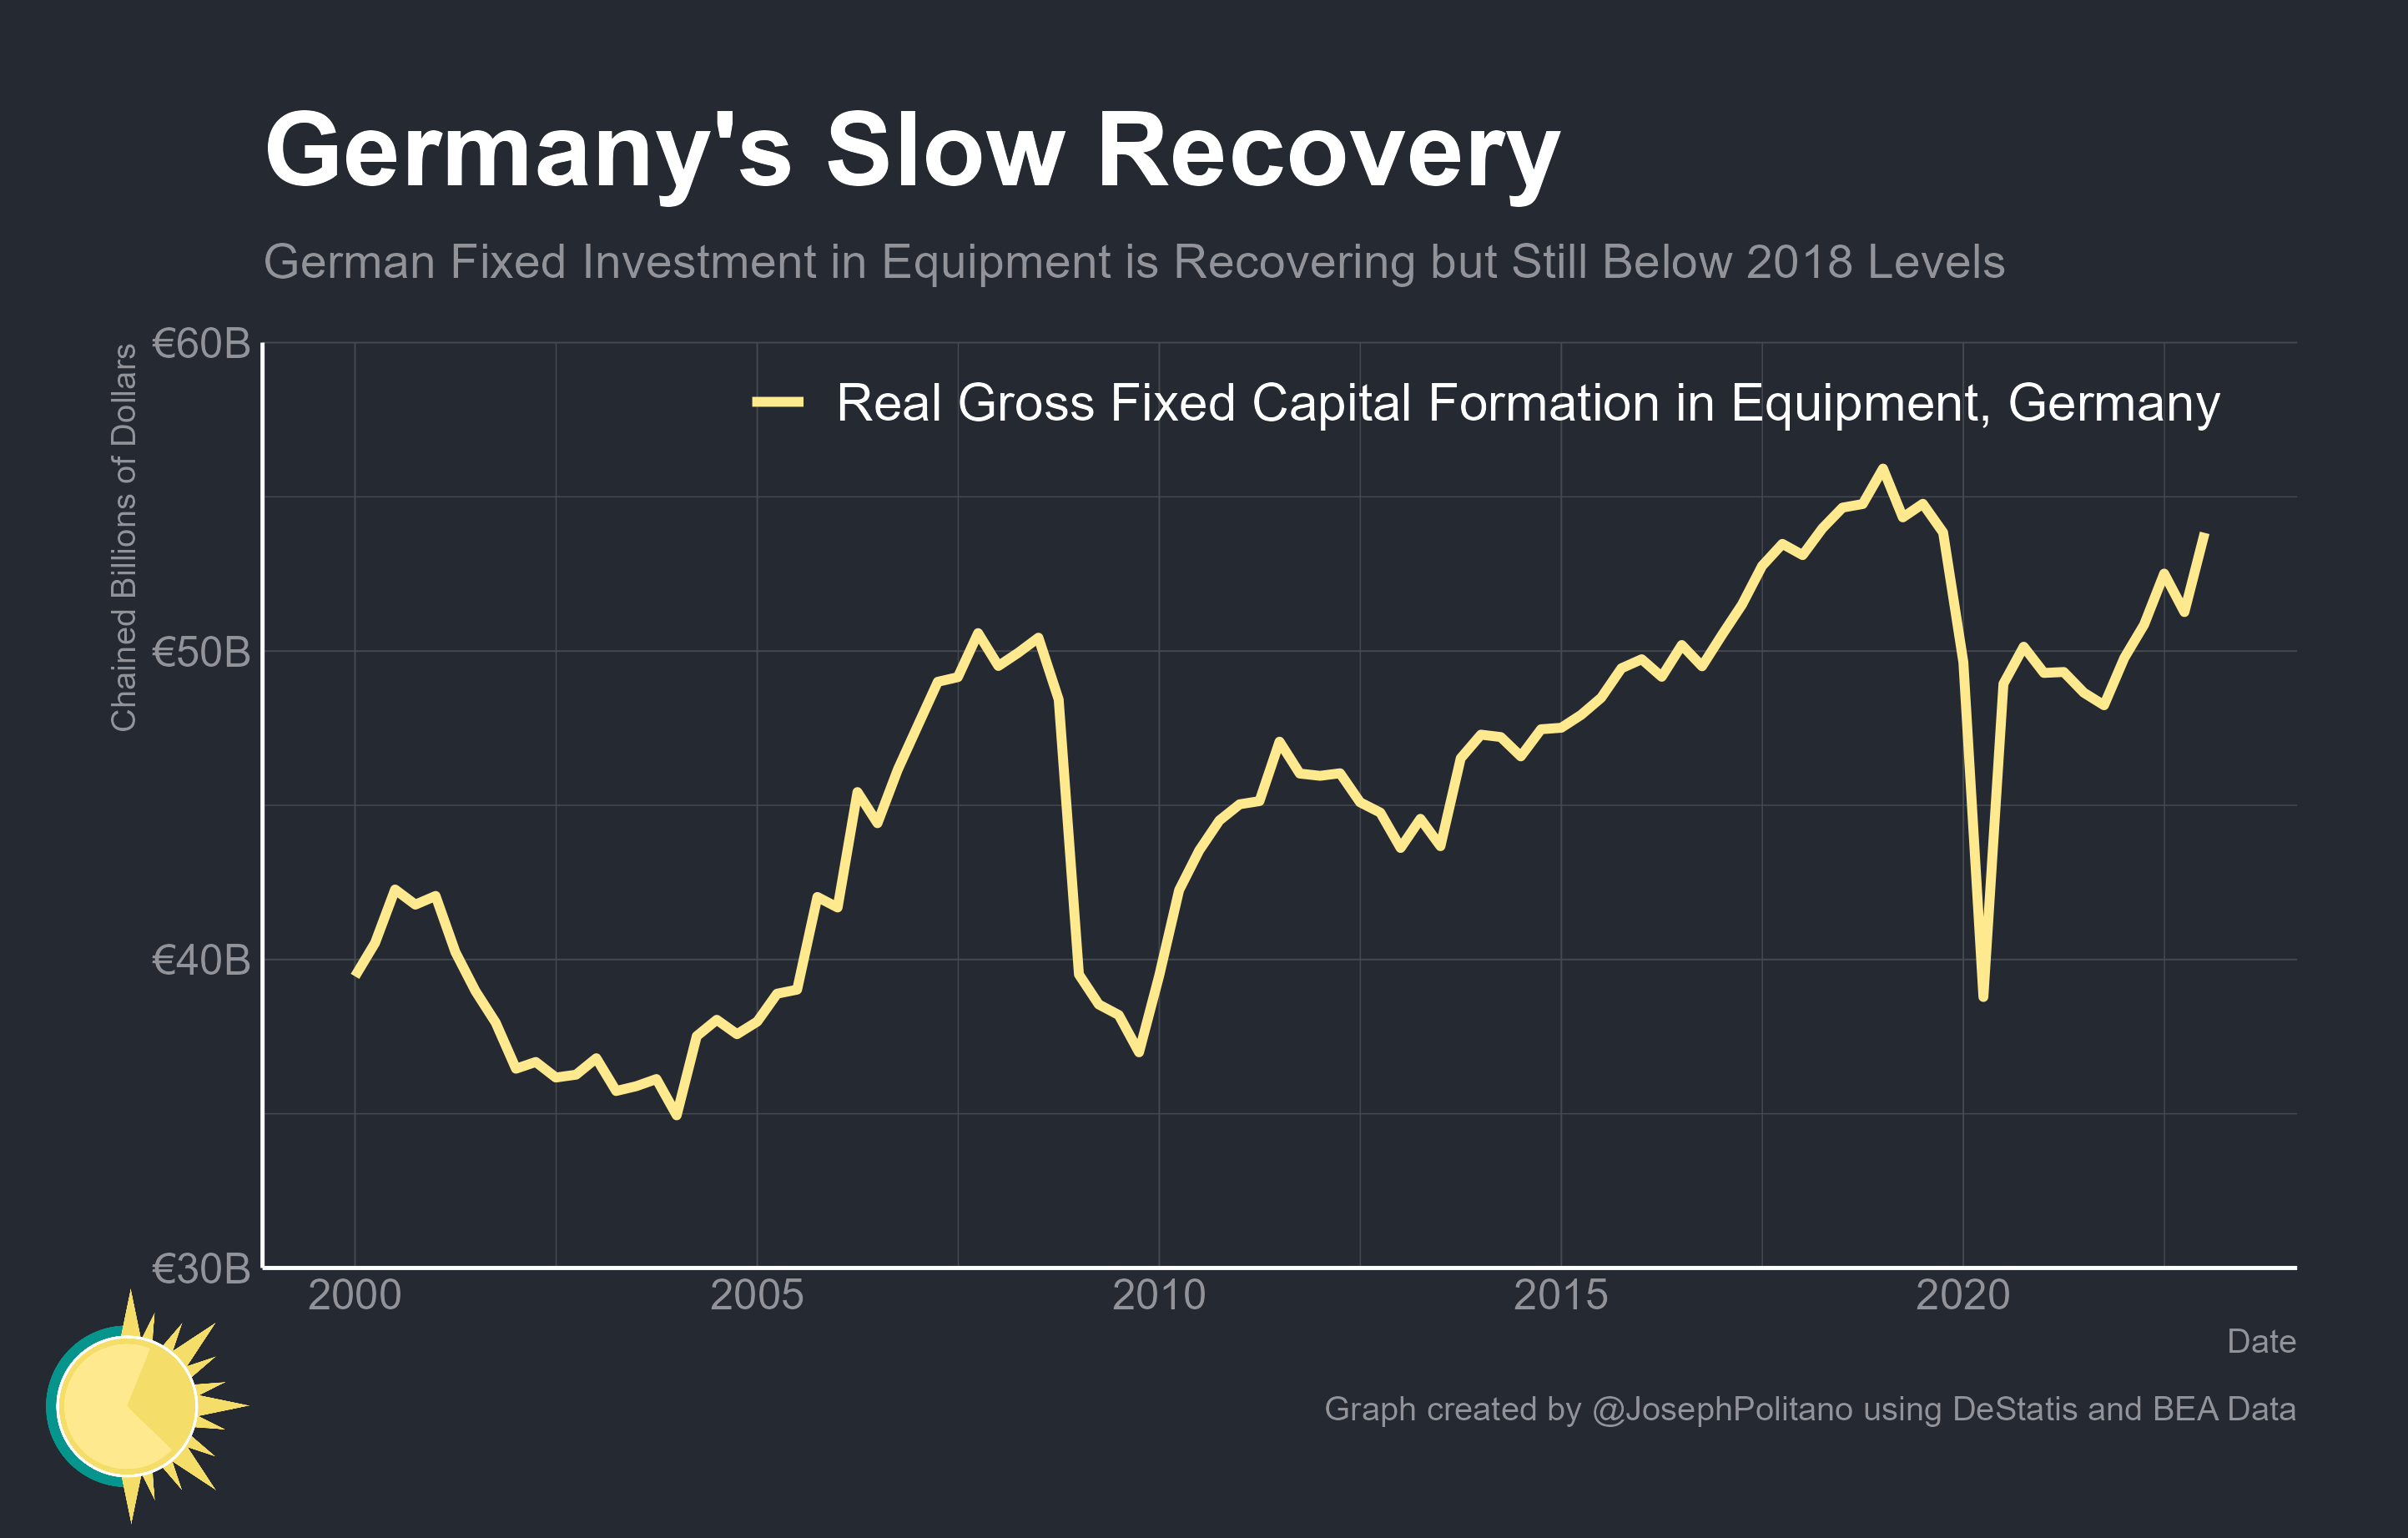 Germany's Slow Recovery
German Fixed Investment in Equipment is Recovering but Still Below 2018 Levels
Chained Billions of Dollars
€60B
€50B
€40B
€30B
Real Gross Fixed Capital Formation in Equipment, Germany
2000
2005
2010
2015
2020
Date
Graph created by @JosephPolitano using DeStatis and BEA Data